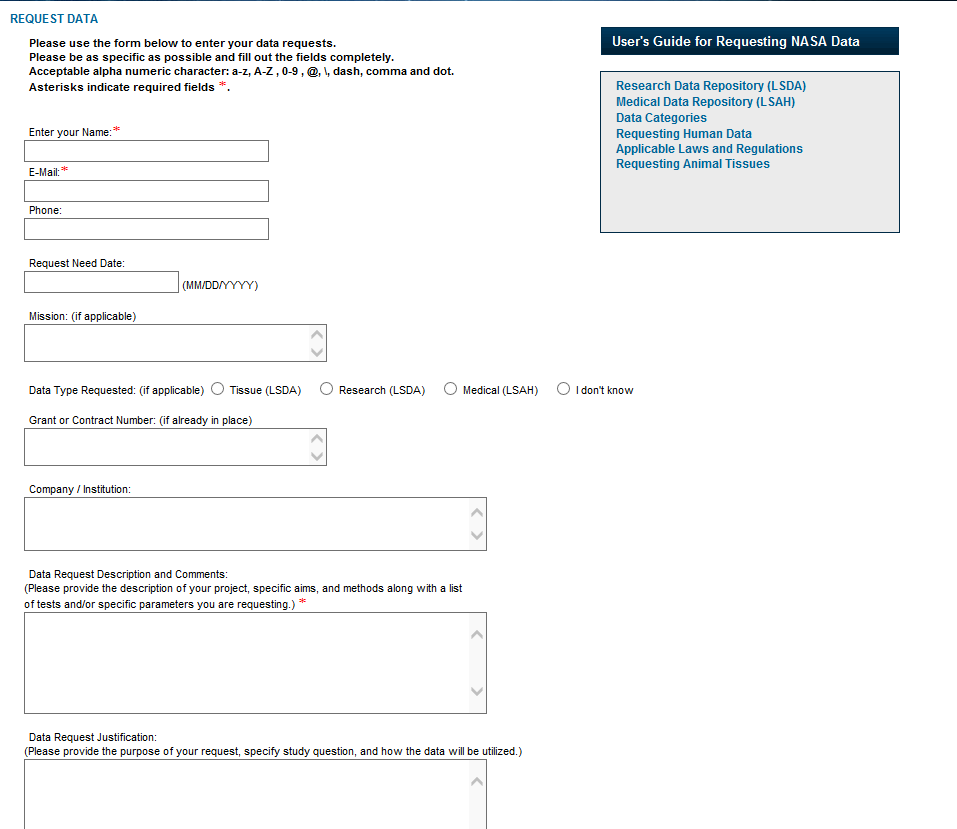 REQUEST DATA
Please use the form below to enter your data requests.
Please be as specific as possible and fill out the fields completely.
Acceptable alpha numeric character: a-z, A-Z , 0-9 , @, \, dash, comma and dot.
Asterisks indicate required fields *.
User's Guide for Requesting NASA Data
Research Data Repository (LSDA)
Medical Data Repository (LSAH)
Data Categories
Requesting Human Data
Applicable Laws and Regulations
Requesting Animal Tissues
Enter your Name:*
E-Mail:*
Phone:
Request Need Date:
(MM/DD/YYYY)
Mission: (if applicable)
Data Type Requested: (if applicable) Tissue (LSDA) Research (LSDA) Medical (LSAH) I don't know
Grant or Contract Number: (if already in place)
Company / Institution:
Data Request Description and Comments:
(Please provide the description of your project, specific aims, and methods along with a list
of tests and/or specific parameters you are requesting.) *
Data Request Justification:
(Please provide the purpose of your request, specify study question, and how the data will be utilized.)